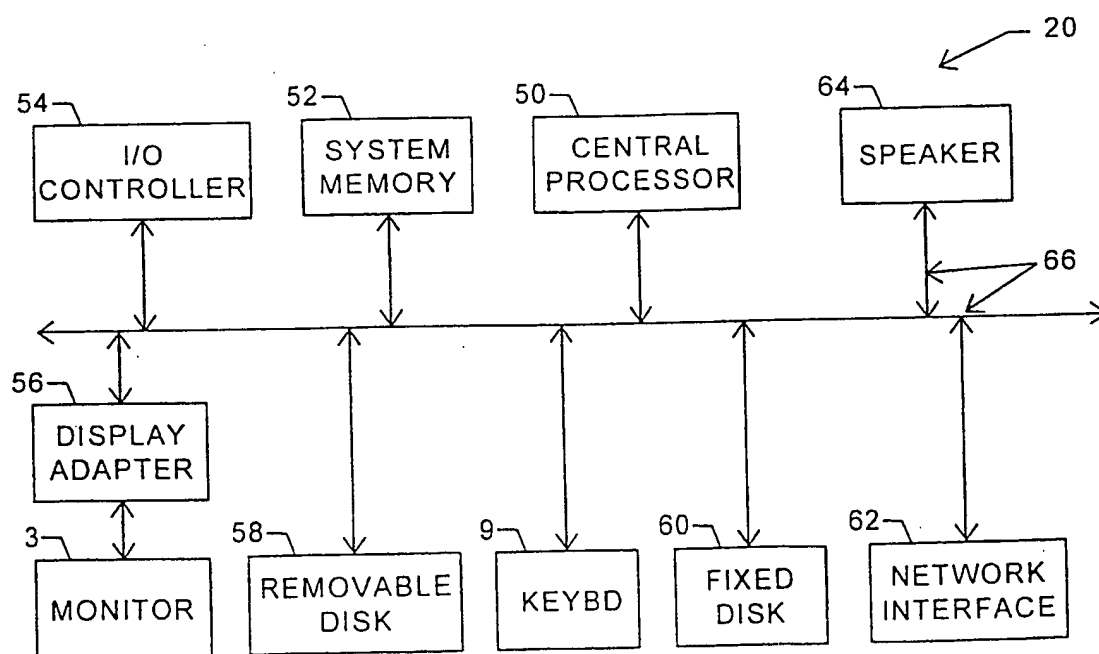 20
54
52
50
64
I/O
CONTROLLER
SYSTEM
MEMORY
CENTRAL
PROCESSOR
SPEAKER
66
56
DISPLAY
ADAPTER
3
58
9
60
62
MONITOR
REMOVABLE
DISK
KEYBD
FIXED
DISK
NETWORK
INTERFACE